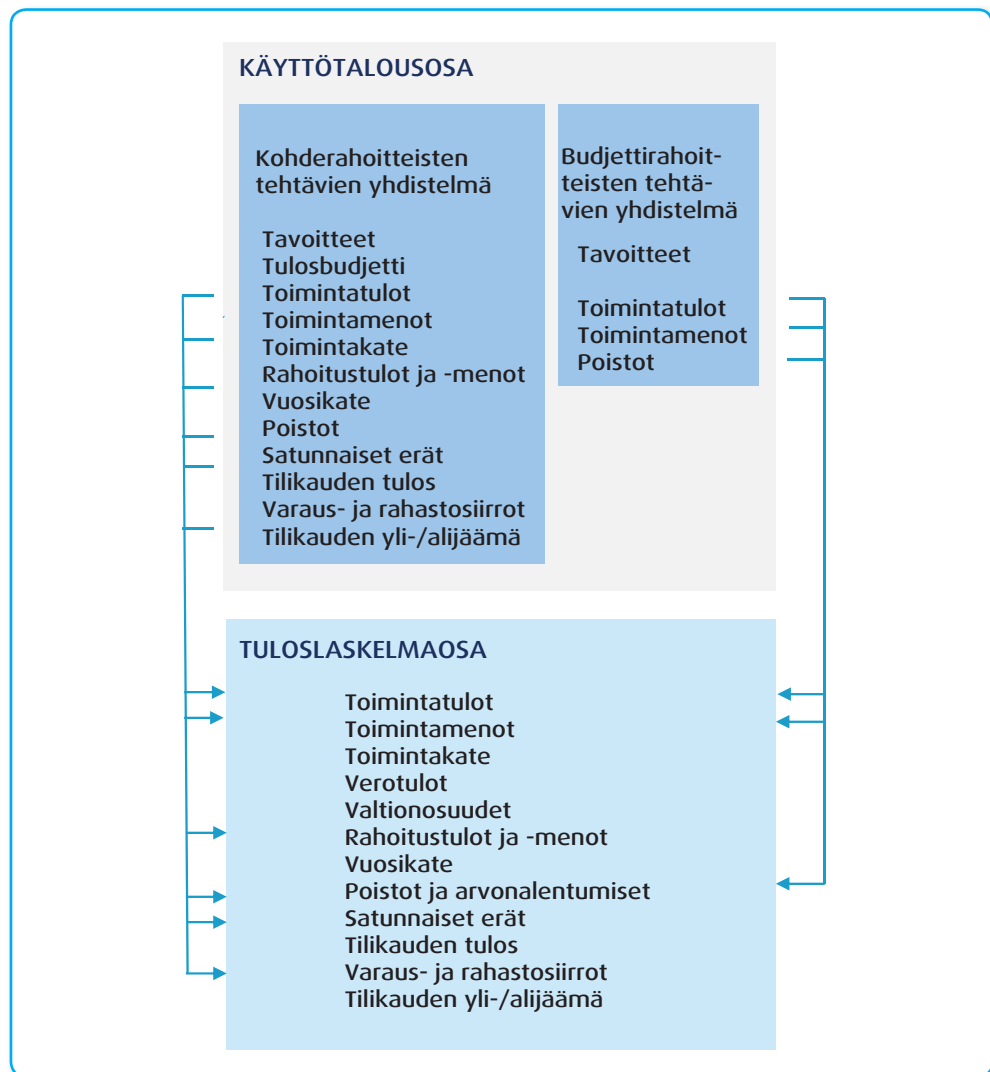 KÄYTTÖTALOUSOSA
Kohderahoitteisten
tehtävien yhdistelmä
Tavoitteet
Tulosbudjetti
Toimintatulot
Toimintamenot
Toimintakate
Rahoitustulot ja -menot
Vuosikate
Poistot
Satunnaiset erät
Tilikauden tulos
Varaus- ja rahastosiirrot
Tilikauden yli-/alijäämä
Budjettirahoit-
teisten tehtä-
vien yhdistelmä
Tavoitteet
Toimintatulot
Toimintamenot
Poistot
TULOSLASKELMAOSA
Toimintatulot
Toimintamenot
Toimintakate
Verotulot
Valtionosuudet
Rahoitustulot ja -menot
Vuosikate
Poistot ja arvonalentumiset
Satunnaiset erät
Tilikauden tulos
Varaus- ja rahastosiirrot
Tilikauden yli-/alijäämä